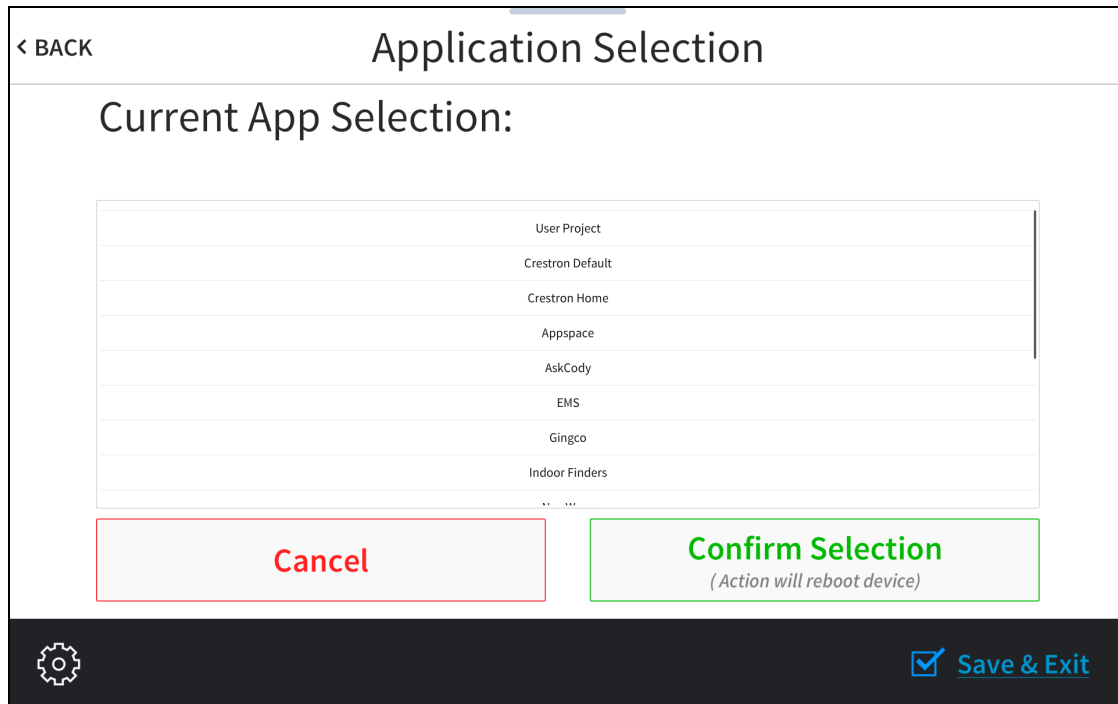 < BACK
Application Selection
Current App Selection:
User Project
Crestron Default
Crestron Home
Appspace
AskCody
EMS
Gingco
Indoor Finders
Cancel
Confirm Selection
( Action will reboot device)
Save & Exit